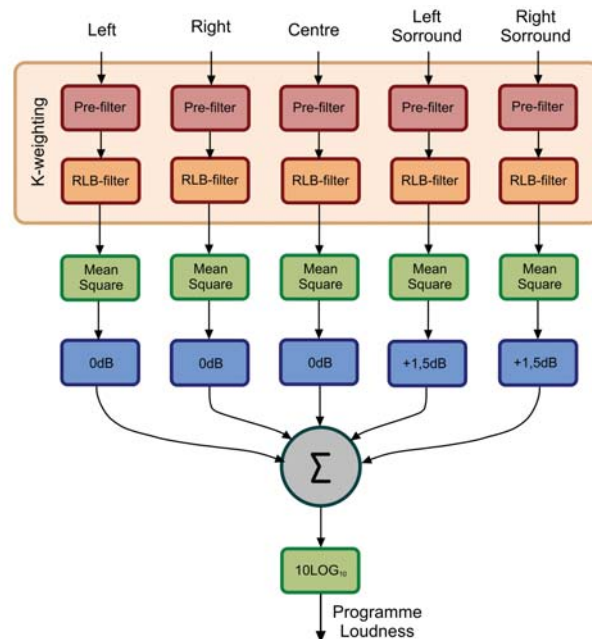 Left
Right
Centre
Left
Sorround
Right
Sorround
K-weighting
Pre-filter
Pre-filter
Pre-filter
Pre-filter
Pre-filter
RLB-filter
RLB-filter
RLB-filter
RLB-filter
RLB-filter
Mean
Square
Mean
Square
Mean
Square
Mean
Square
Mean
Square
0dB
0dB
0dB
+1,5dB
+1,5dB
Σ
10LOG₁₀
Programme
Loudness